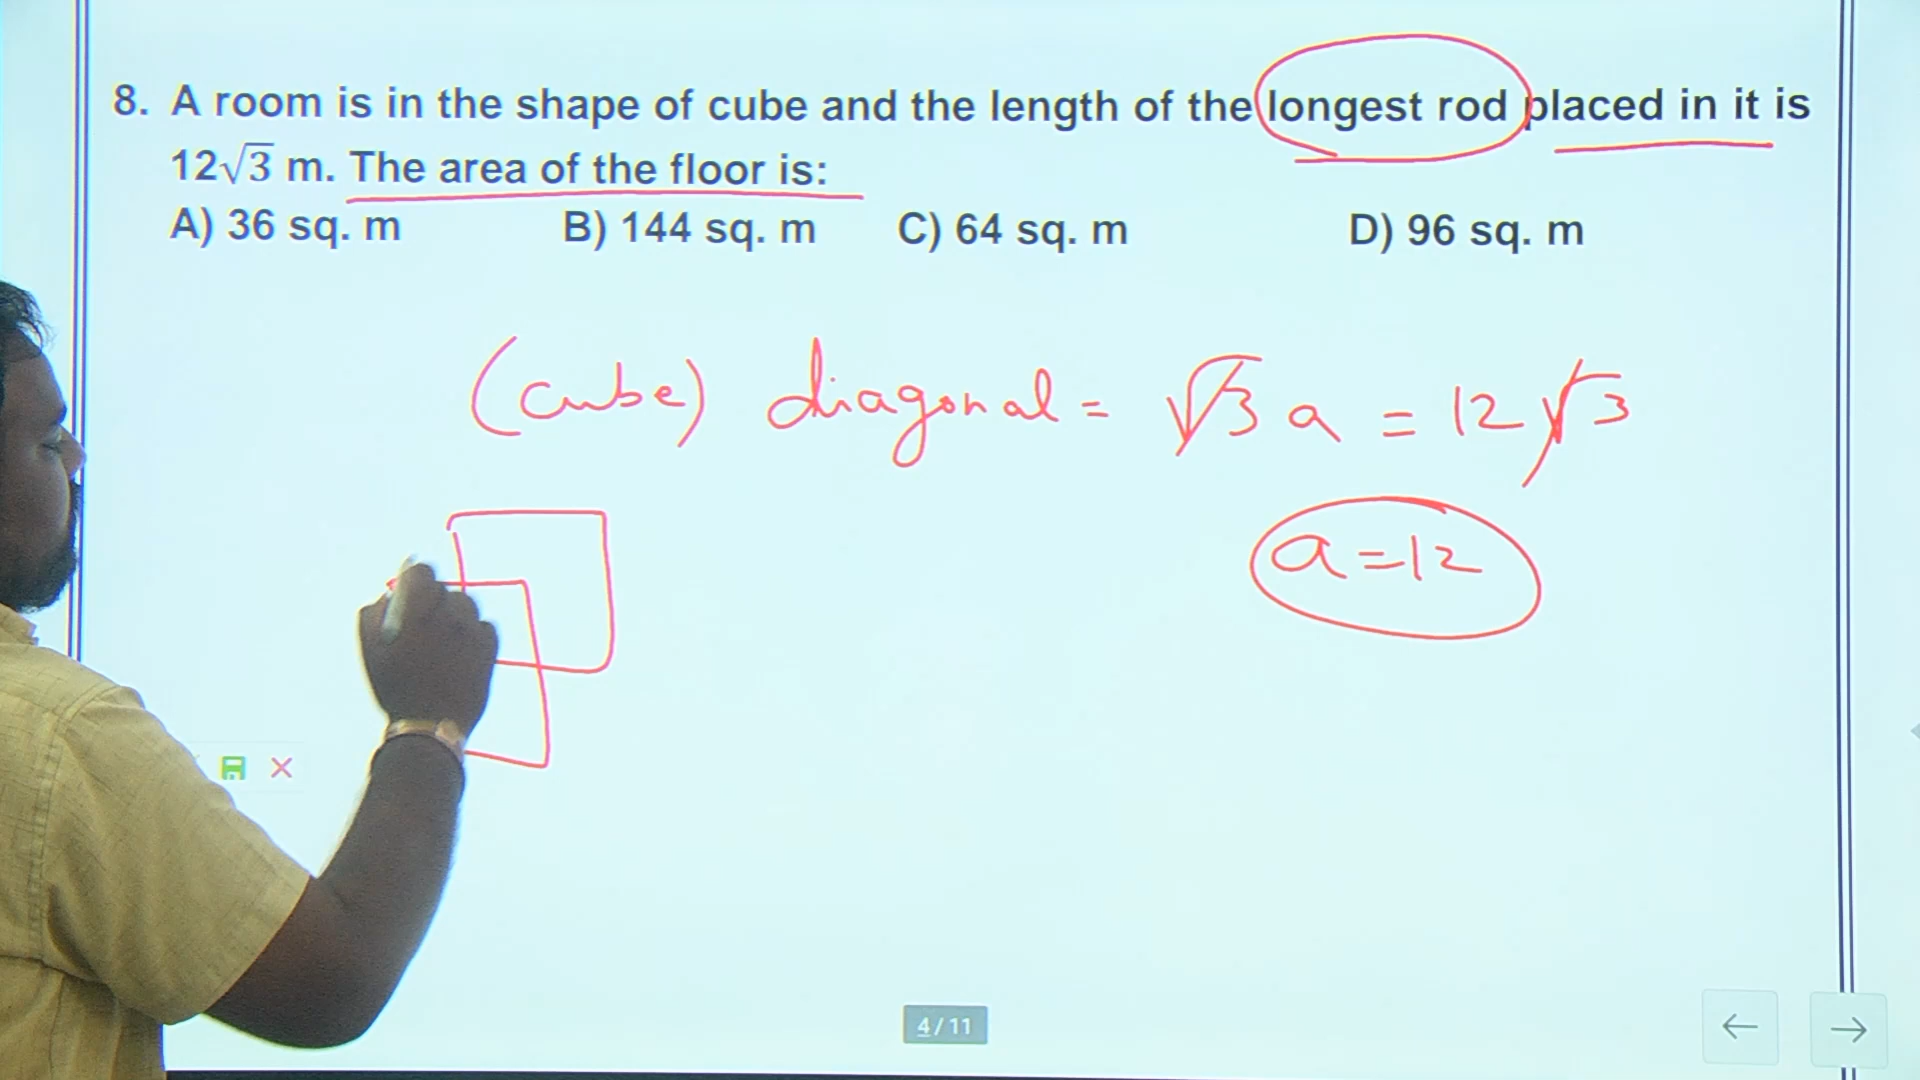 8. A room is in the shape of cube and the length of the longest rod placed in it is
12√3 m. The area of the floor is:
A) 36 sq. m B) 144 sq. m C) 64 sq. m D) 96 sq. m
(cube) diagonal = √3 a = 12√3
a = 12
4/11